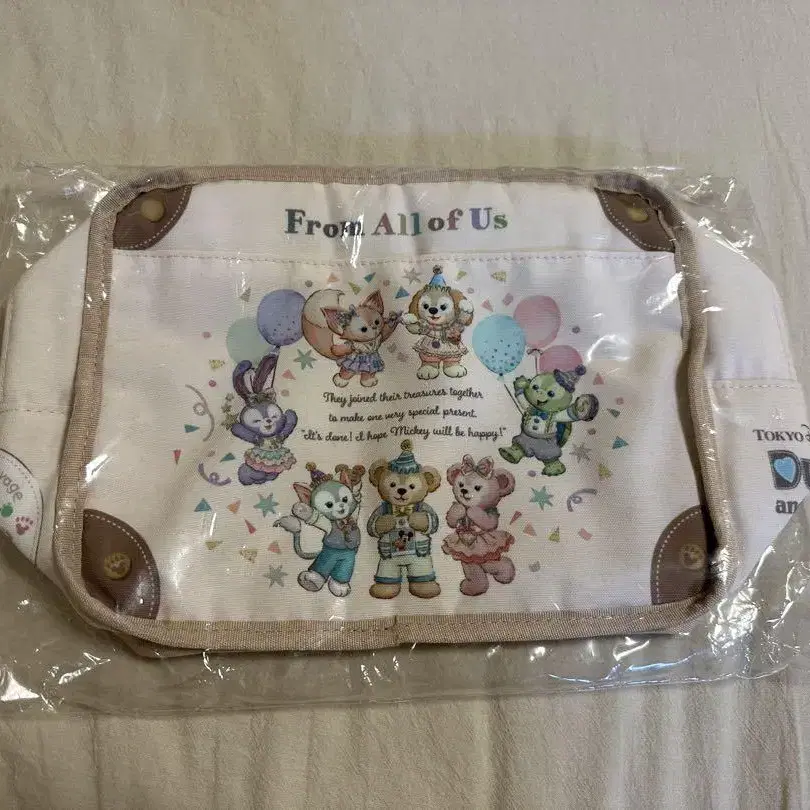 From All of Us
They joined their treasures together
to make one very special present.
"It's done! I hope Mickey will be happy!"
TOKYO